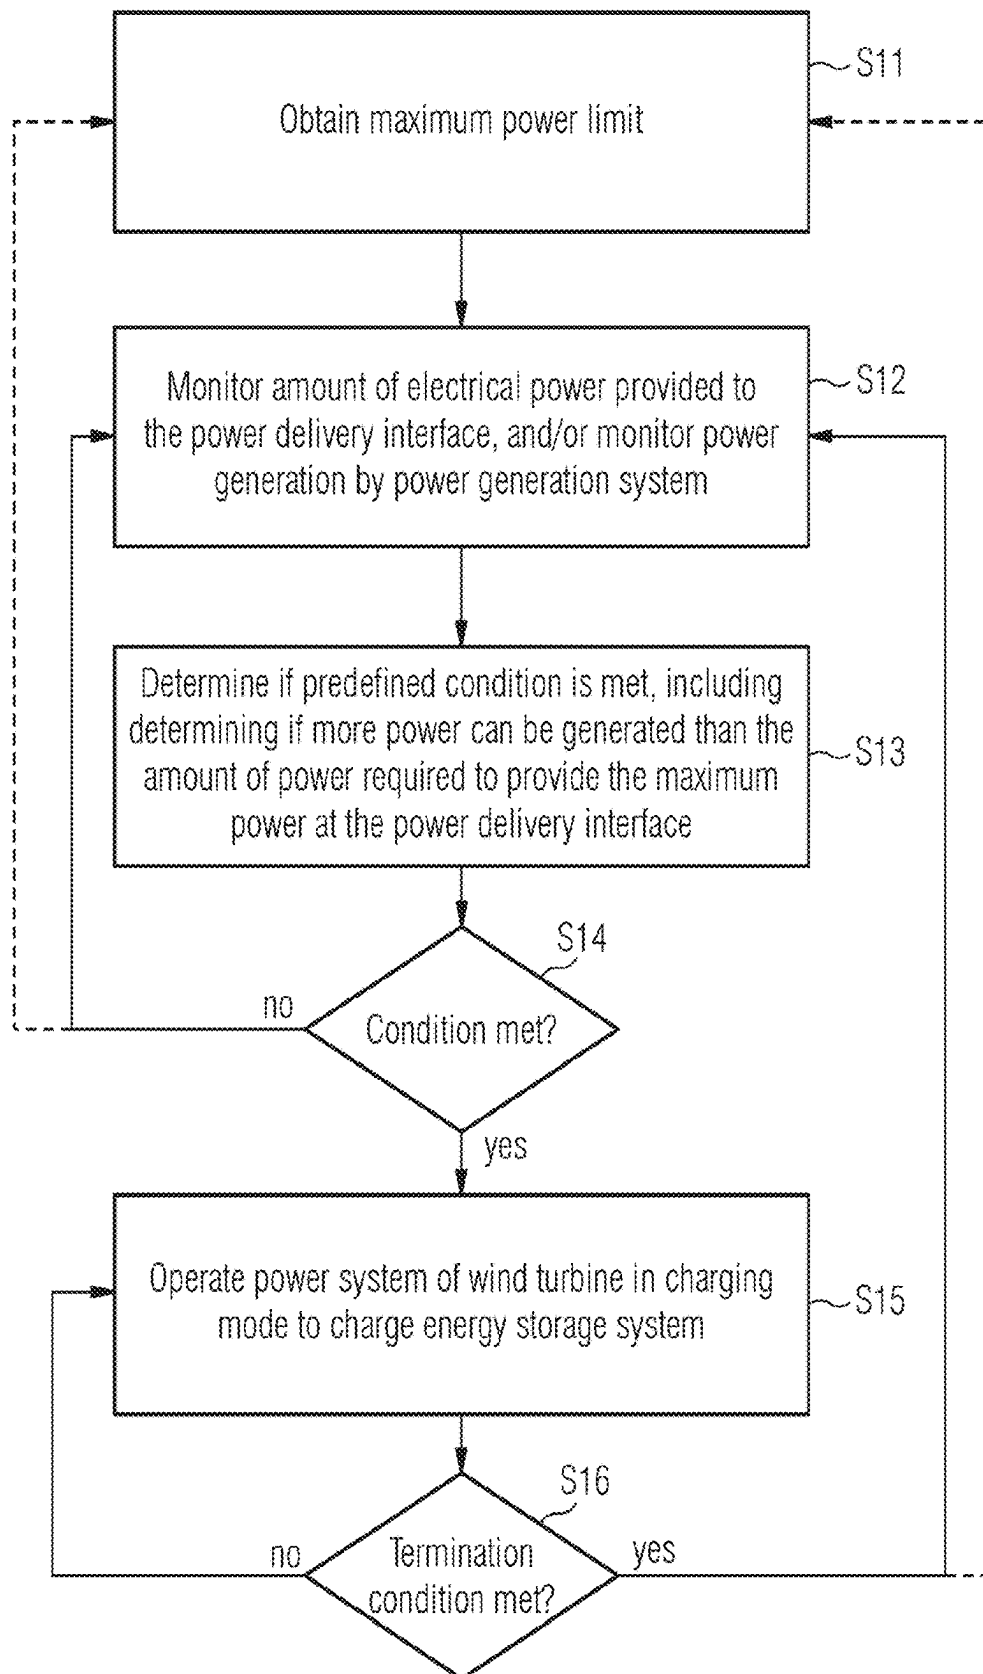 S11
Obtain maximum power limit
S12
Monitor amount of electrical power provided to
the power delivery interface, and/or monitor power
generation by power generation system
Determine if predefined condition is met, including
determining if more power can be generated than the
amount of power required to provide the maximum
power at the power delivery interface
S13
S14
no
Condition met?
yes
Operate power system of wind turbine in charging
mode to charge energy storage system
S15
S16
no
Termination
condition met?
yes